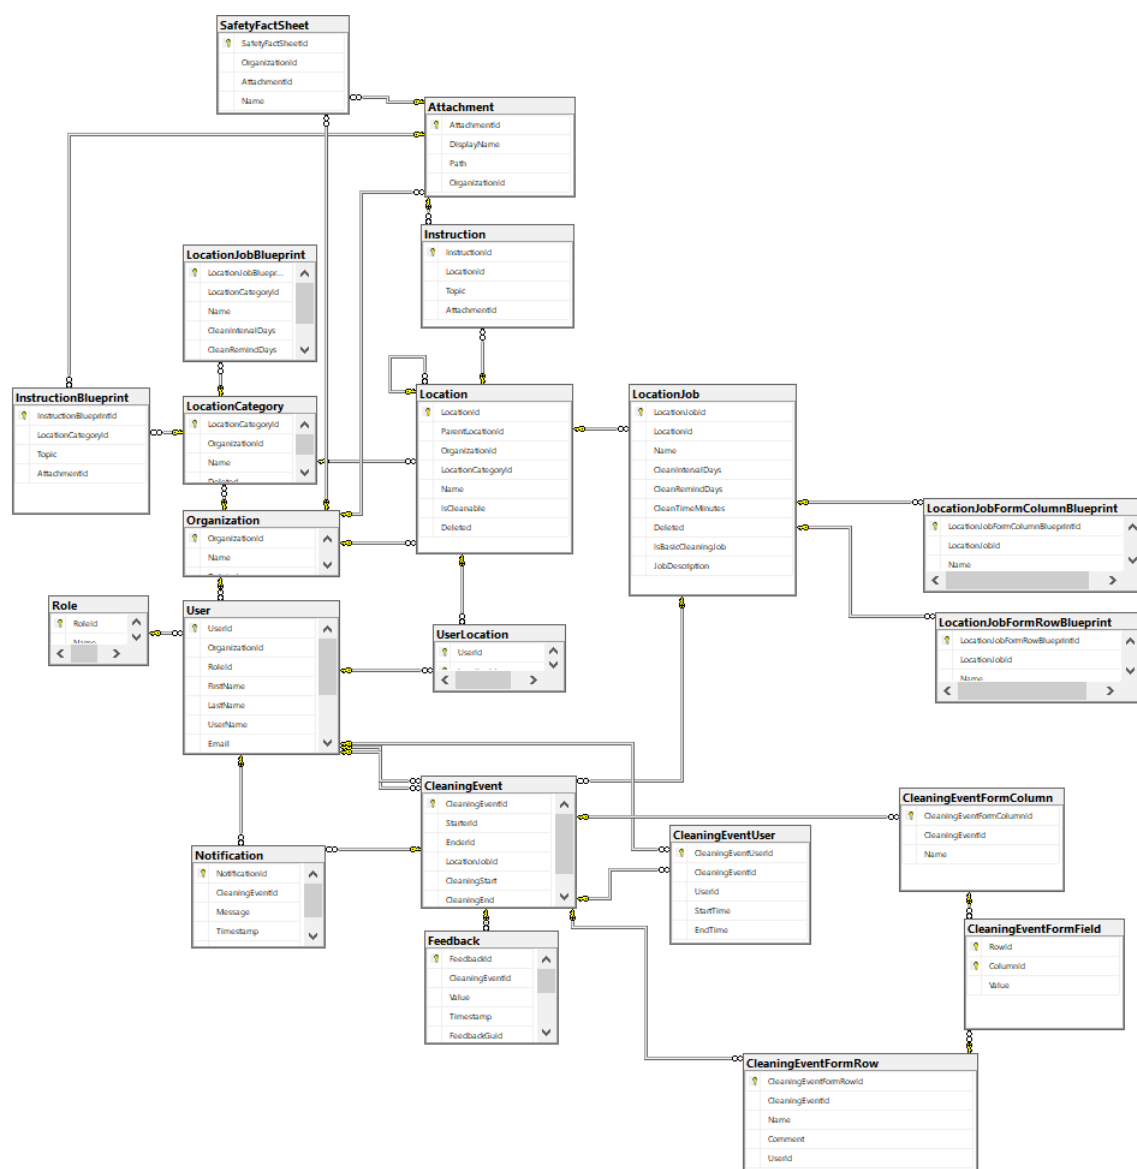 SafetyFactSheet
SafetyFactSheetId
OrganizationId
AttachmentId
Name
Attachment
AttachmentId
DisplayName
Path
OrganizationId
Instruction
InstructionId
LocationId
Topic
AttachmentId
LocationJobBlueprint
LocationJobBluepr...
LocationCategoryId
Name
CleanIntervalDays
CleanRemindDays
InstructionBlueprint
InstructionBlueprintId
LocationCategoryId
Topic
AttachmentId
LocationCategory
LocationCategoryId
OrganizationId
Name
Deleted
Location
LocationId
ParentLocationId
OrganizationId
LocationCategoryId
Name
IsCleanable
Deleted
LocationJob
LocationJobId
LocationId
Name
CleanIntervalDays
CleanRemindDays
CleanTimeMinutes
Deleted
IsBasicCleaningJob
JobDescription
LocationJobFormColumnBlueprint
LocationJobFormColumnBlueprintId
LocationJobId
Name
Organization
OrganizationId
Name
Role
RoleId
Name
User
UserId
OrganizationId
RoleId
FirstName
LastName
UserName
Email
UserLocation
UserId
LocationJobFormRowBlueprint
LocationJobFormRowBlueprintId
LocationJobId
Name
CleaningEvent
CleaningEventId
StarterId
EnderId
LocationJobId
CleaningStart
CleaningEnd
CleaningEventUser
CleaningEventUserId
CleaningEventId
UserId
StartTime
EndTime
CleaningEventFormColumn
CleaningEventFormColumnId
CleaningEventId
Name
Notification
NotificationId
CleaningEventId
Message
Timestamp
Feedback
FeedbackId
CleaningEventId
Value
Timestamp
FeedbackGuid
CleaningEventFormField
RowId
ColumnId
Value
CleaningEventFormRow
CleaningEventFormRowId
CleaningEventId
Name
Comment
UserId